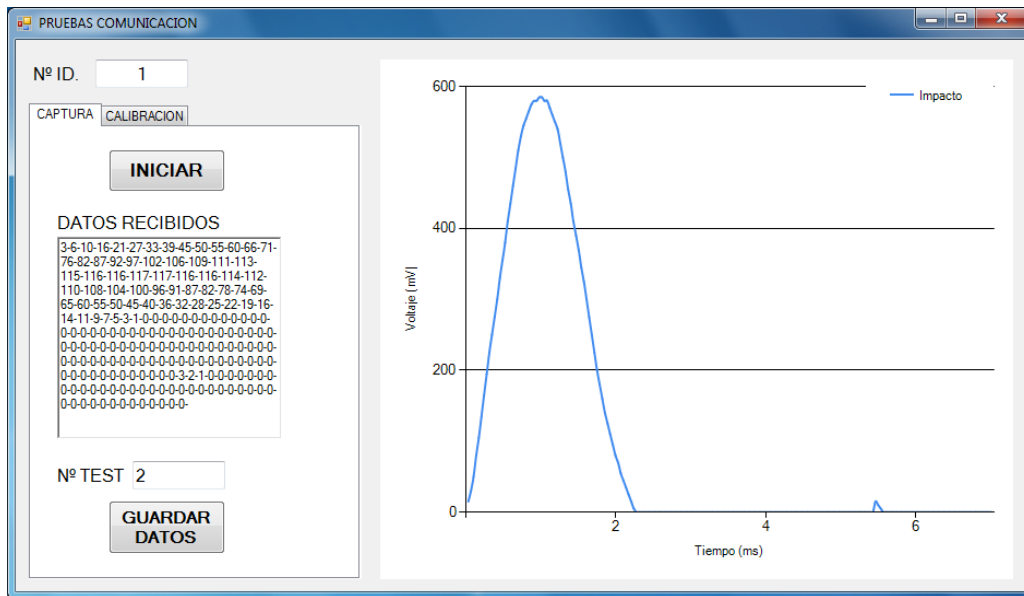 PRUEBAS COMUNICACION
Nº ID. 1
CAPTURA CALIBRACION
INICIAR
DATOS RECIBIDOS
3-6-10-16-21-27-33-39-45-50-55-60-66-71-
76-82-87-92-97-102-106-109-111-113-
115-116-116-117-117-116-116-114-112-
110-108-104-100-96-91-87-82-78-74-69-
65-60-55-50-45-40-36-32-28-25-22-19-16-
14-11-9-7-5-3-1-0-0-0-0-0-0-0-0-0-0-0-0-0-
0-0-0-0-0-0-0-0-0-0-0-0-0-0-0-0-0-0-0-0-0-0-
0-0-0-0-0-0-0-0-0-0-0-0-0-0-0-0-0-0-0-0-0-0-
0-0-0-0-0-0-0-0-0-0-0-0-0-0-0-0-0-0-0-0-0-0-
0-0-0-0-0-0-0-0-0-0-0-0-3-2-1-0-0-0-0-0-0-0-
0-0-0-0-0-0-0-0-0-0-0-0-0-0-0-0-0-0-0-0-0-0-
0-0-0-0-0-0-0-0-0-0-0-0-0-
Nº TEST 2
GUARDAR
DATOS
Impacto
600
400
200
0
Voltaje (mV)
2 4 6
Tiempo (ms)